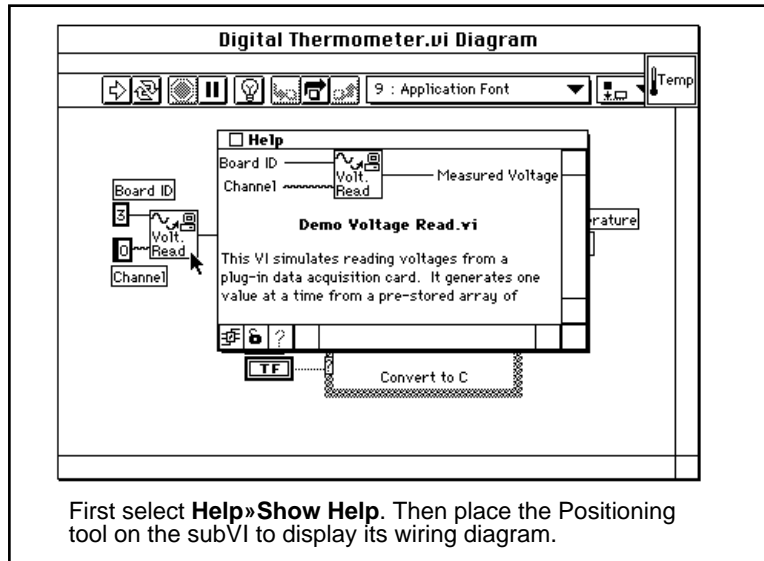 Digital Thermometer.vi Diagram
9 : Application Font
Temp
Help
Board ID
Channel
Volt.
Read
Measured Voltage
Demo Voltage Read.vi
This VI simulates reading voltages from a
plug-in data acquisition card. It generates one
value at a time from a pre-stored array of
?
Board ID
3
0
Volt.
Read
Channel
rature
TF
?
Convert to C
First select Help»Show Help. Then place the Positioning
tool on the subVI to display its wiring diagram.